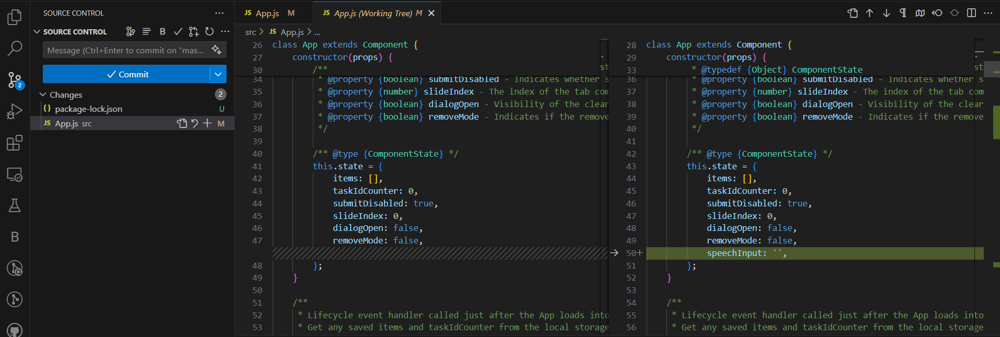 SOURCE CONTROL
SOURCE CONTROL
B
Message (Ctrl+Enter to commit on "mas...
Commit
Changes 2
package-lock.json U
JS App.js src M
2
B
JS App.js M
JS App.js (Working Tree) M
src > JS App.js > ...
26 class App extends Component {
27 constructor(props) {
30 /**
34 * @property {boolean} submitDisabled - Indicates whether s
35 * @property {number} slideIndex - The index of the tab com
36 * @property {boolean} dialogOpen - Visibility of the clear
37 * @property {boolean} removeMode - Indicates if the remove
38 */
39
40 /** @type {ComponentState} */
41 this.state = {
42 items: [],
43 taskIdCounter: 0,
44 submitDisabled: true,
45 slideIndex: 0,
46 dialogOpen: false,
47 removeMode: false,
48 };
49 }
50
51 /**
52 * Lifecycle event handler called just after the App loads into
53 * Get any saved items and taskIdCounter from the local storage
28 class App extends Component {
29 constructor(props) {
33 * @typedef {Object} ComponentState
36 * @property {boolean} submitDisabled - Indicates whether s
37 * @property {number} slideIndex - The index of the tab com
38 * @property {boolean} dialogOpen - Visibility of the clear
39 * @property {boolean} removeMode - Indicates if the remove
40 */
41
42 /** @type {ComponentState} */
43 this.state = {
44 items: [],
45 taskIdCounter: 0,
46 submitDisabled: true,
47 slideIndex: 0,
48 dialogOpen: false,
49 removeMode: false,
50+ speechInput: '',
51 };
52 }
53
54 /**
55 * Lifecycle event handler called just after the App loads into
56 * Get any saved items and taskIdCounter from the local storage